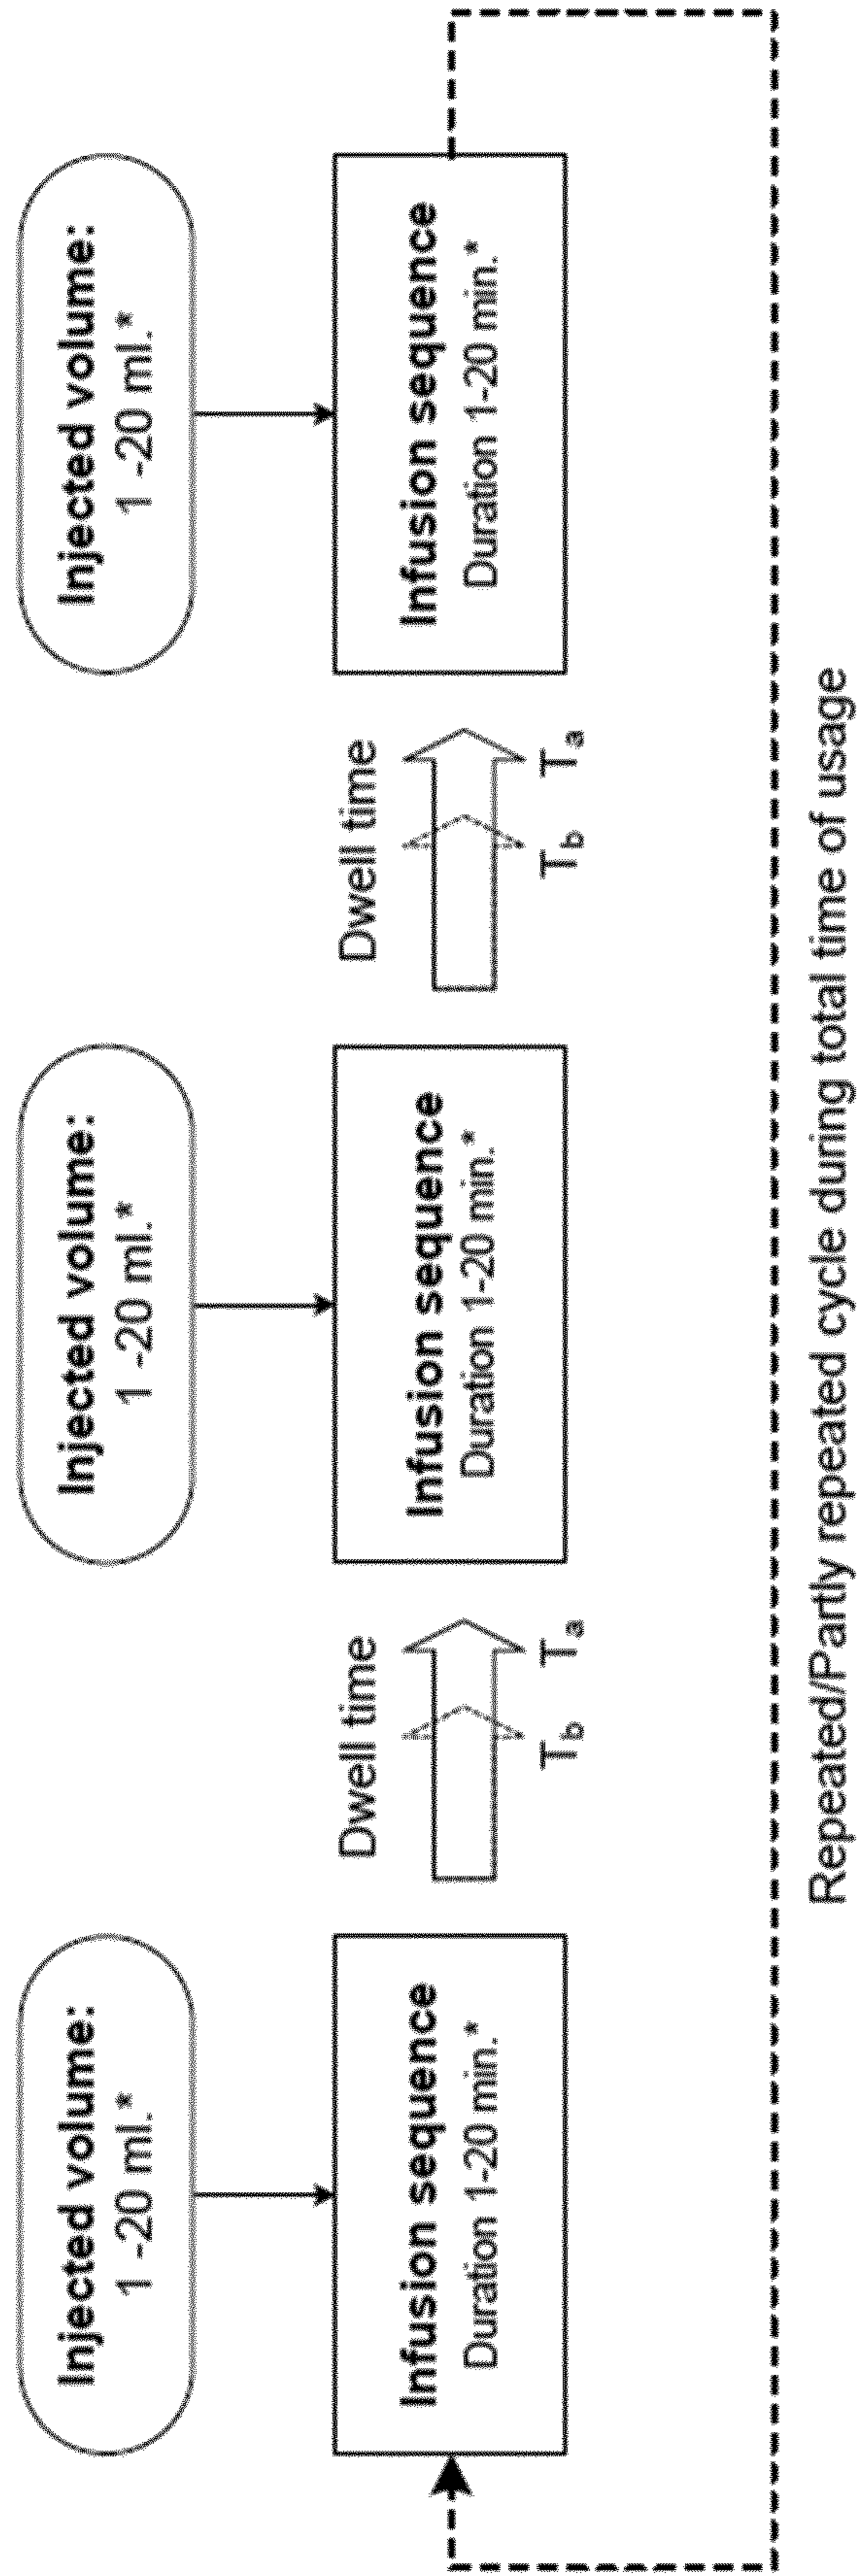 Injected volume:
1 -20 ml.*
Injected volume:
1 -20 ml.*
Injected volume:
1 -20 ml.*
Infusion sequence
Duration 1-20 min.*
Dwell time
Tb Ta
Infusion sequence
Duration 1-20 min.*
Dwell time
Tb Ta
Infusion sequence
Duration 1-20 min.*
Repeated/Partly repeated cycle during total time of usage